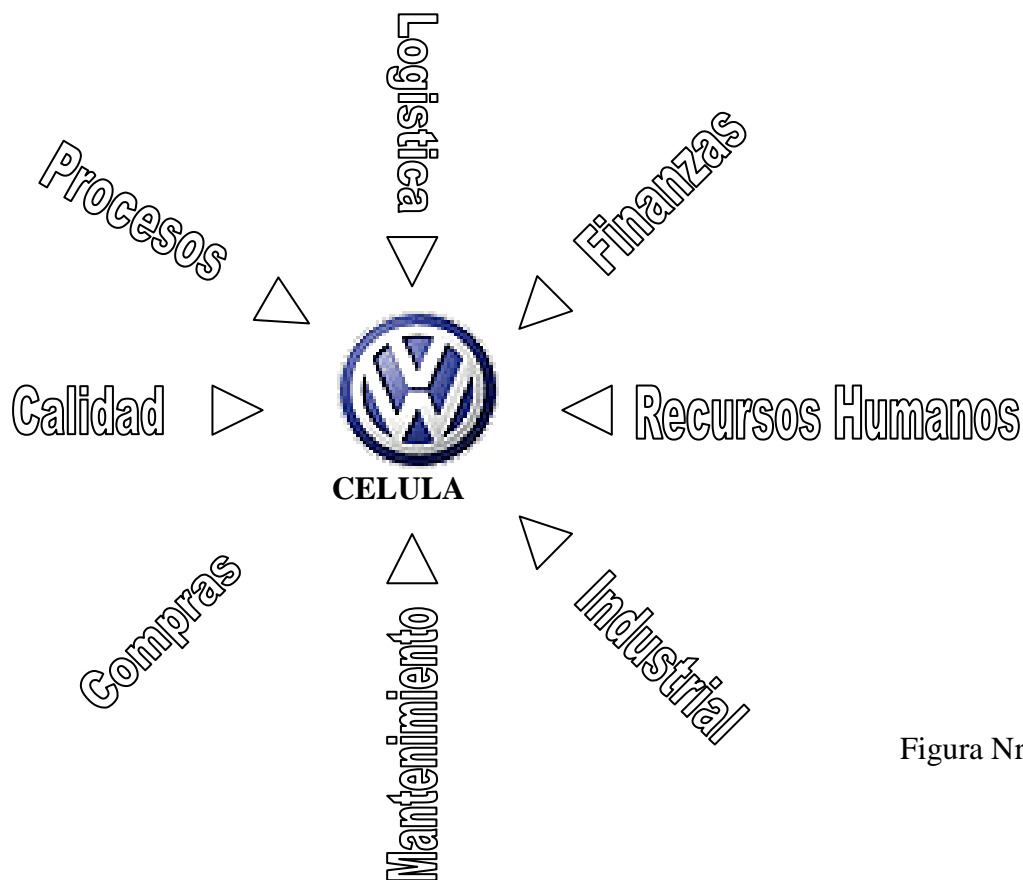 Logistica
Procesos
Finanzas
Calidad
Recursos Humanos
CELULA
Compras
Industrial
Mantenimiento
Figura Nr